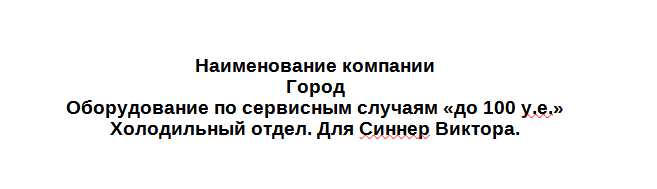 Наименование компании
Город
Оборудование по сервисным случаям «до 100 у.е.»
Холодильный отдел. Для Синнер Виктора.